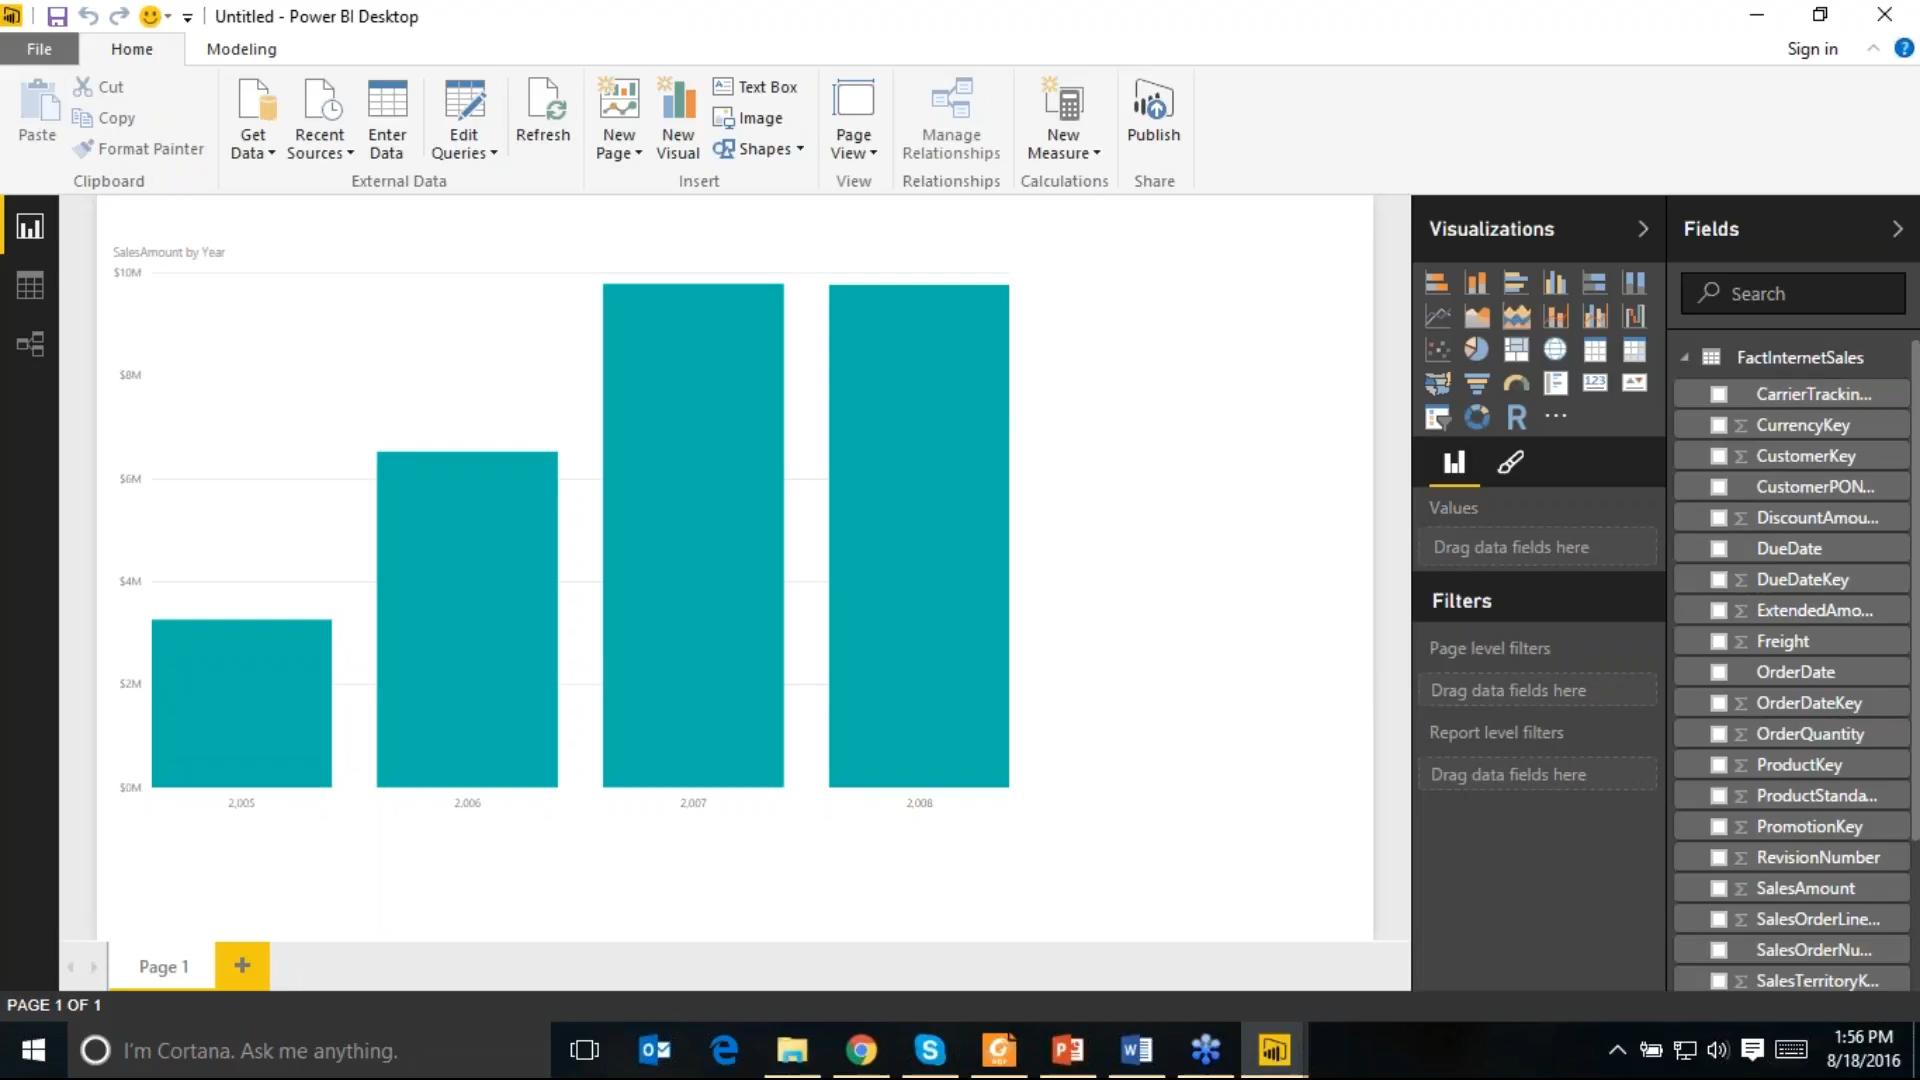 Untitled - Power BI Desktop
File
Home
Modeling
Sign in
Paste
Cut
Copy
Format Painter
Clipboard
Get Data
Recent Sources
Enter Data
Edit Queries
Refresh
External Data
New Page
New Visual
Text Box
Image
Shapes
Insert
Page View
View
Manage Relationships
Relationships
New Measure
Calculations
Publish
Share
SalesAmount by Year
$10M
$8M
$6M
$4M
$2M
$0M
2,005
2,006
2,007
2,008
Visualizations
123
R
Values
Drag data fields here
Filters
Page level filters
Drag data fields here
Report level filters
Drag data fields here
Fields
Search
FactInternetSales
CarrierTrackin...
Σ CurrencyKey
Σ CustomerKey
CustomerPON...
Σ DiscountAmou...
DueDate
Σ DueDateKey
Σ ExtendedAmo...
Σ Freight
OrderDate
Σ OrderDateKey
Σ OrderQuantity
Σ ProductKey
Σ ProductStanda...
Σ PromotionKey
Σ RevisionNumber
Σ SalesAmount
Σ SalesOrderLine...
SalesOrderNu...
Σ SalesTerritoryK...
Page 1
PAGE 1 OF 1
I'm Cortana. Ask me anything.
1:56 PM
8/18/2016